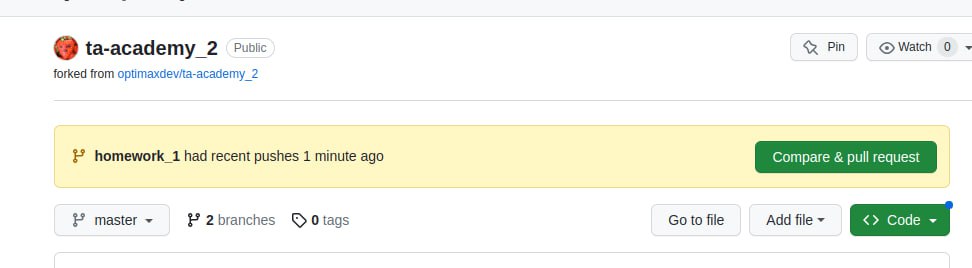 ta-academy_2 Public Pin Watch 0
forked from optimaxdev/ta-academy_2
homework_1 had recent pushes 1 minute ago Compare & pull request
master 2 branches 0 tags Go to file Add file <> Code